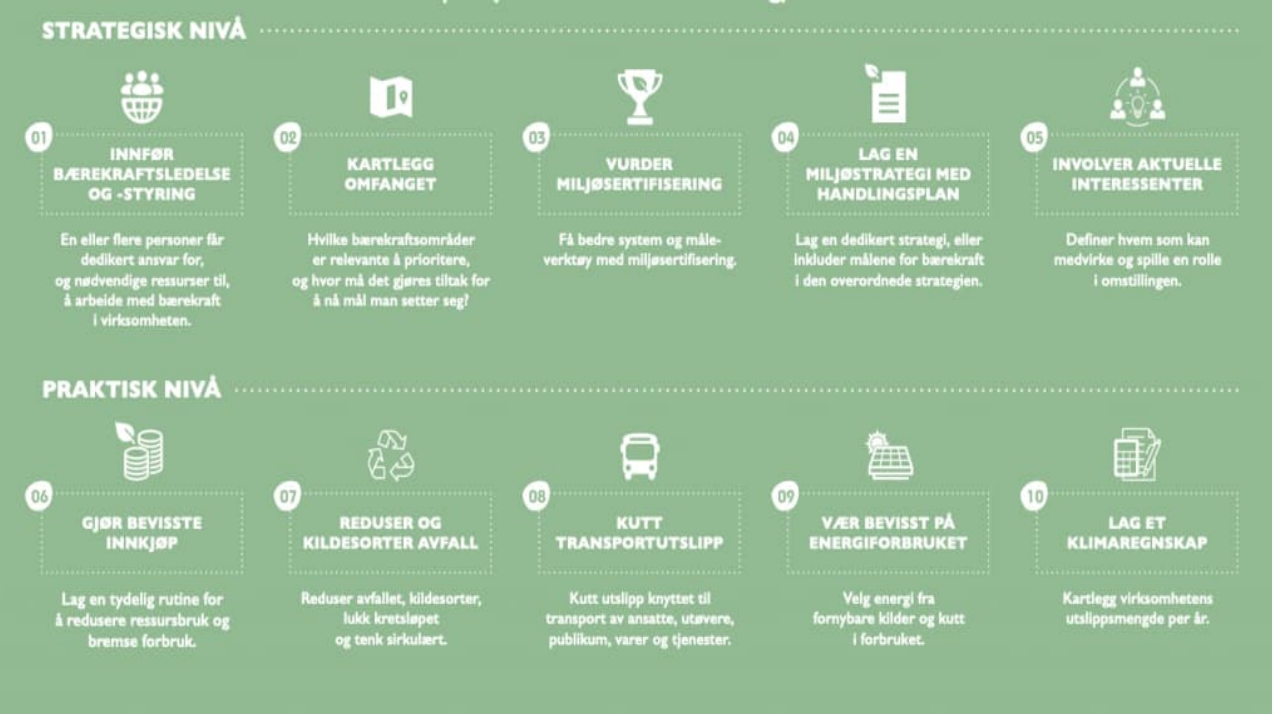 STRATEGISK NIVÅ
01
INNFØR
BÆREKRAFTSLEDELSE
OG -STYRING
En eller flere personer får
dedikert ansvar for,
og nødvendige ressurser til,
å arbeide med bærekraft
i virksomheten.
02
KARTLEGG
OMFANGET
Hvilke bærekraftsområder
er relevante å prioritere,
og hvor må det gjøres tiltak for
å nå mål man setter seg?
03
VURDER
MILJØSERTIFISERING
Få bedre system og måle-
verktøy med miljøsertifisering.
04
LAG EN
MILJØSTRATEGI MED
HANDLINGSPLAN
Lag en dedikert strategi, eller
inkluder målene for bærekraft
i den overordnede strategien.
05
INVOLVER AKTUELLE
INTERESSENTER
Definer hvem som kan
medvirke og spille en rolle
i omstillingen.
PRAKTISK NIVÅ
06
GJØR BEVISSTE
INNKJØP
Lag en tydelig rutine for
å redusere ressursbruk og
bremse forbruk.
07
REDUSER OG
KILDESORTER AVFALL
Reduser avfallet, kildesorter,
lukk kretsløpet
og tenk sirkulært.
08
KUTT
TRANSPORTUTSLIPP
Kutt utslipp knyttet til
transport av ansatte, utøvere,
publikum, varer og tjenester.
09
VÆR BEVISST PÅ
ENERGIFORBRUKET
Velg energi fra
fornybare kilder og kutt
i forbruket.
10
LAG ET
KLIMAREGNSKAP
Kartlegg virksomhetens
utslippsmengde per år.